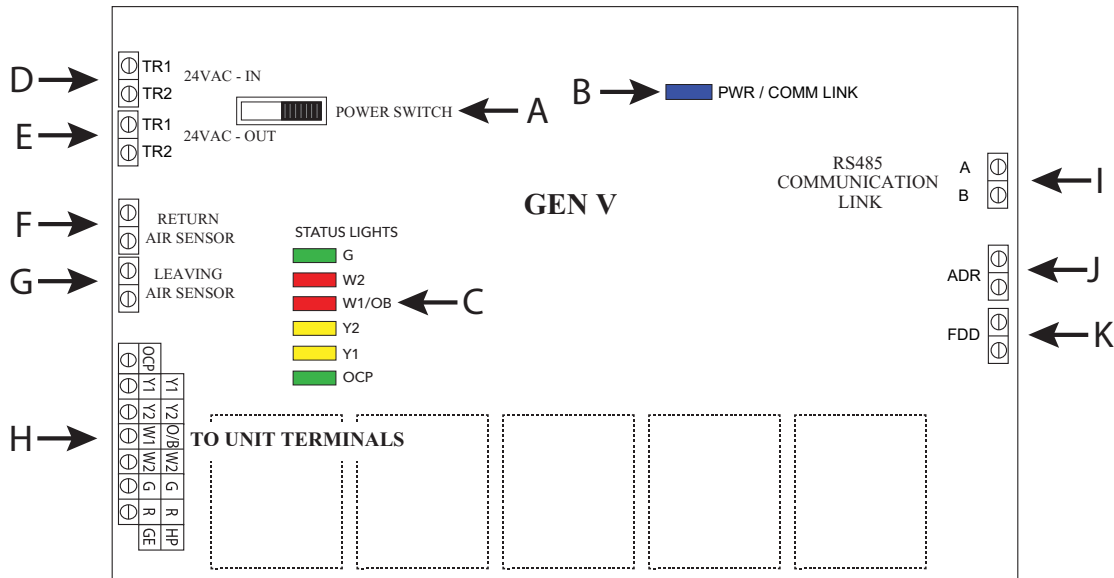 D
TR1
TR2
24VAC - IN
E
TR1
TR2
24VAC - OUT
POWER SWITCH
A
B
PWR / COMM LINK
RS485
COMMUNICATION
LINK
A
B
I
GEN V
F
RETURN
AIR SENSOR
G
LEAVING
AIR SENSOR
STATUS LIGHTS
G
W2
W1/OB
Y2
Y1
OCP
C
ADR
J
FDD
K
H
OCP
Y1 Y1
Y2 Y2
W1 O/B
W2 W2
G G
R R
GE HP
TO UNIT TERMINALS